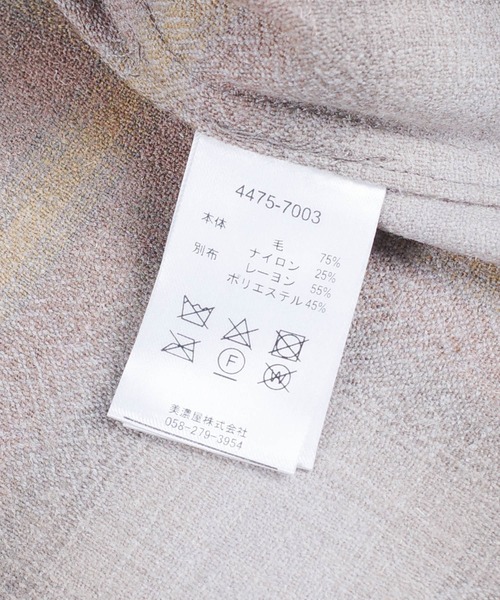 4475-7003
本体 毛 75%
ナイロン 25%
別布 レーヨン 55%
ポリエステル 45%
F
W
美濃屋株式会社
058-279-3954